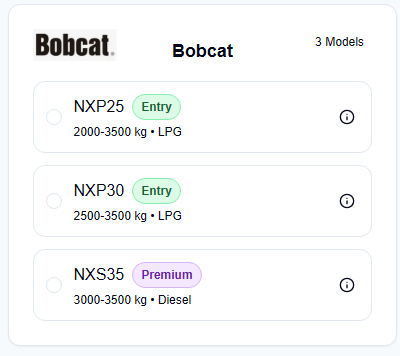 Bobcat.
Bobcat
3 Models
NXP25 Entry
2000-3500 kg • LPG
NXP30 Entry
2500-3500 kg • LPG
NXS35 Premium
3000-3500 kg • Diesel